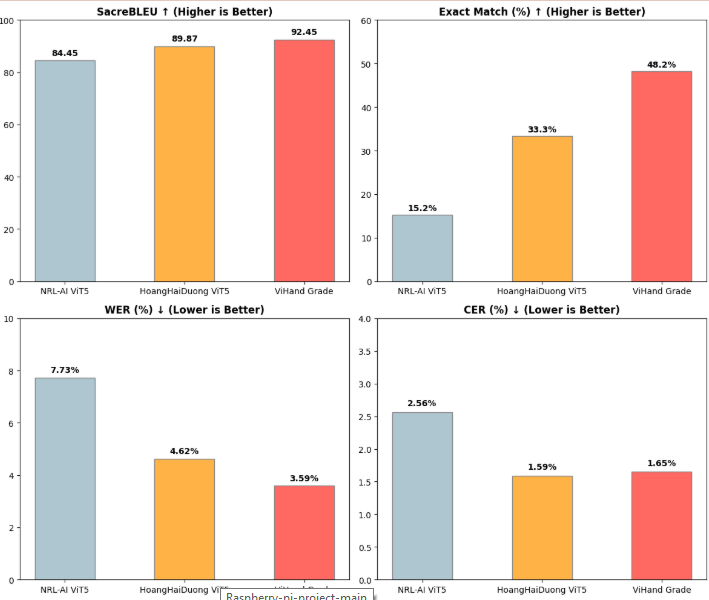 SacreBLEU ↑ (Higher is Better)
100
80
60
40
20
0
84.45
89.87
92.45
NRL-AI ViT5
HoangHaiDuong ViT5
ViHand Grade
Exact Match (%) ↑ (Higher is Better)
60
50
40
30
20
10
0
15.2%
33.3%
48.2%
NRL-AI ViT5
HoangHaiDuong ViT5
ViHand Grade
WER (%) ↓ (Lower is Better)
10
8
6
4
2
0
7.73%
4.62%
3.59%
NRL-AI ViT5
HoangHaiDuong ViT5
CER (%) ↓ (Lower is Better)
4.0
3.5
3.0
2.5
2.0
1.5
1.0
0.5
0.0
2.56%
1.59%
1.65%
NRL-AI ViT5
HoangHaiDuong ViT5
ViHand Grade
Raspberry-pi-project-main